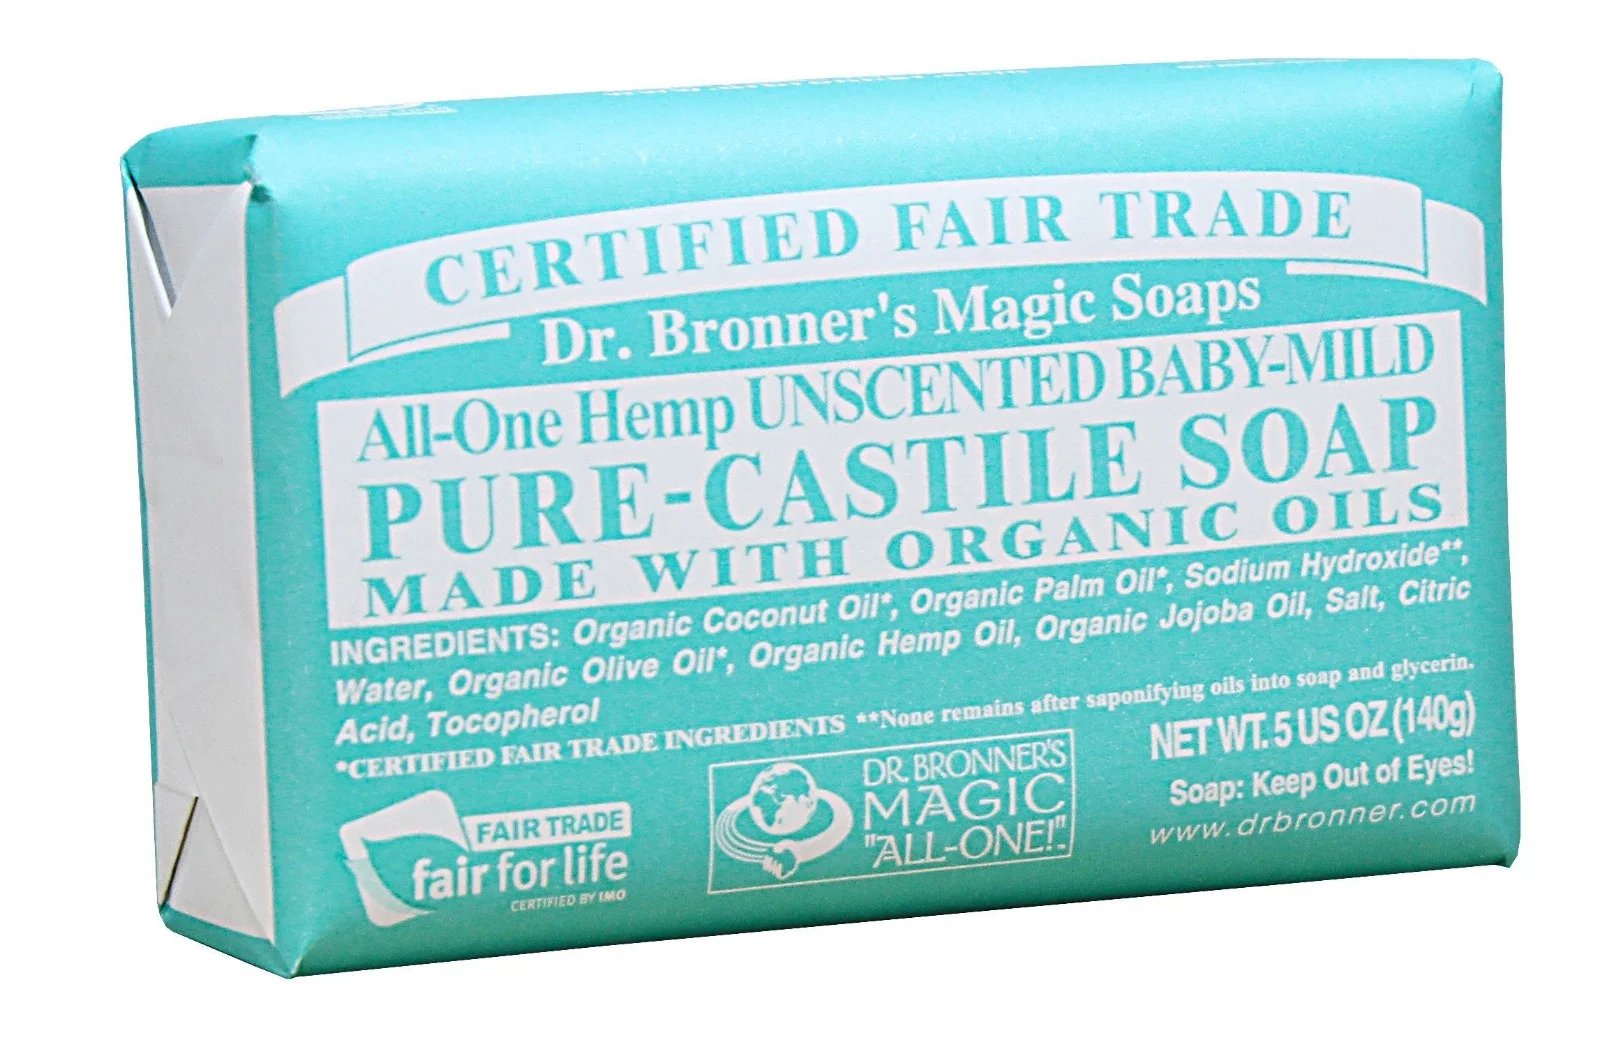 CERTIFIED FAIR TRADE
Dr. Bronner's Magic Soaps
All-One Hemp UNSCENTED BABY-MILD
PURE-CASTILE SOAP
MADE WITH ORGANIC OILS
INGREDIENTS: Organic Coconut Oil*, Organic Palm Oil*, Sodium Hydroxide**,
Water, Organic Olive Oil*, Organic Hemp Oil, Organic Jojoba Oil, Salt, Citric
Acid, Tocopherol
*CERTIFIED FAIR TRADE INGREDIENTS **None remains after saponifying oils into soap and glycerin.
FAIR TRADE
fair for life
CERTIFIED BY IMO
DR. BRONNER'S
MAGIC
"ALL-ONE!"
NET WT. 5 US OZ (140g)
Soap: Keep Out of Eyes!
www.drbronner.com